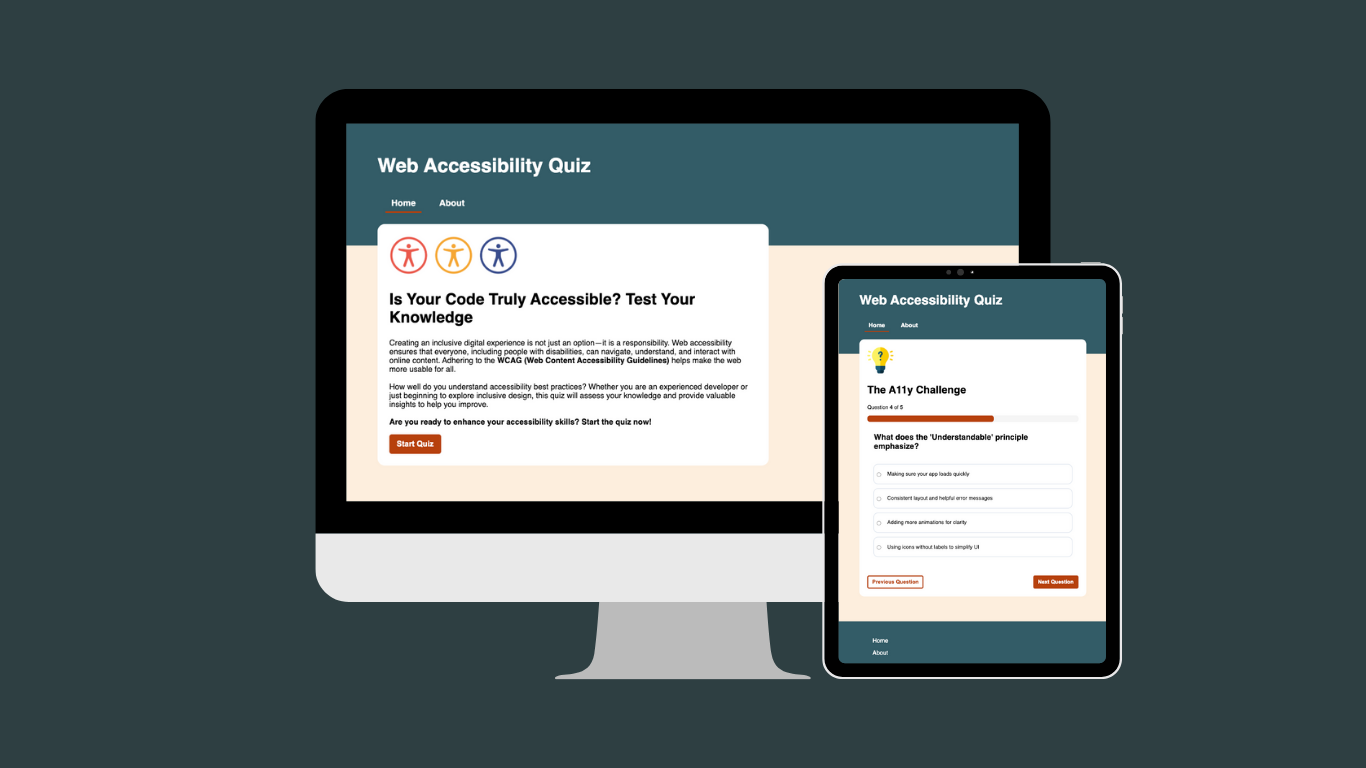 Web Accessibility Quiz
Home About
Is Your Code Truly Accessible? Test Your
Knowledge
Creating an inclusive digital experience is not just an option—it is a responsibility. Web accessibility
ensures that everyone, including people with disabilities, can navigate, understand, and interact with
online content. Adhering to the WCAG (Web Content Accessibility Guidelines) helps make the web
more usable for all.
How well do you understand accessibility best practices? Whether you are an experienced developer or
just beginning to explore inclusive design, this quiz will assess your knowledge and provide valuable
insights to help you improve.
Are you ready to enhance your accessibility skills? Start the quiz now!
Start Quiz
Web Accessibility Quiz
Home About
?
The A11y Challenge
Question 4 of 5
What does the 'Understandable' principle
emphasize?
Making sure your app loads quickly
Consistent layout and helpful error messages
Adding more animations for clarity
Using icons without labels to simplify UI
Previous Question Next Question
Home
About